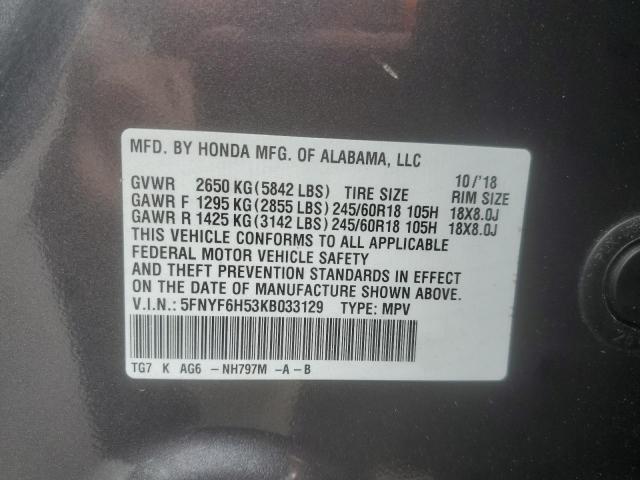 MFD. BY HONDA MFG. OF ALABAMA, LLC
10/'18
GVWR 2650 KG (5842 LBS) TIRE SIZE RIM SIZE
GAWR F 1295 KG (2855 LBS) 245/60R18 105H 18X8.0J
GAWR R 1425 KG (3142 LBS) 245/60R18 105H 18X8.0J
THIS VEHICLE CONFORMS TO ALL APPLICABLE
FEDERAL MOTOR VEHICLE SAFETY
AND THEFT PREVENTION STANDARDS IN EFFECT
ON THE DATE OF MANUFACTURE SHOWN ABOVE.
V.I.N.: 5FNYF6H53KB033129 TYPE: MPV
TG7 K AG6 -NH797M -A-B